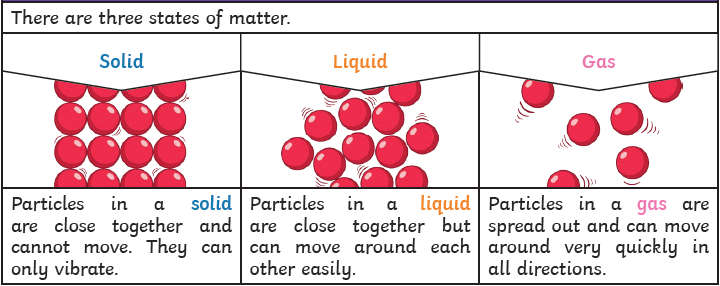 There are three states of matter.
Solid
Liquid
Gas
Particles in a solid
are close together and
cannot move. They can
only vibrate.
Particles in a liquid
are close together but
can move around each
other easily.
Particles in a gas are
spread out and can move
around very quickly in
all directions.